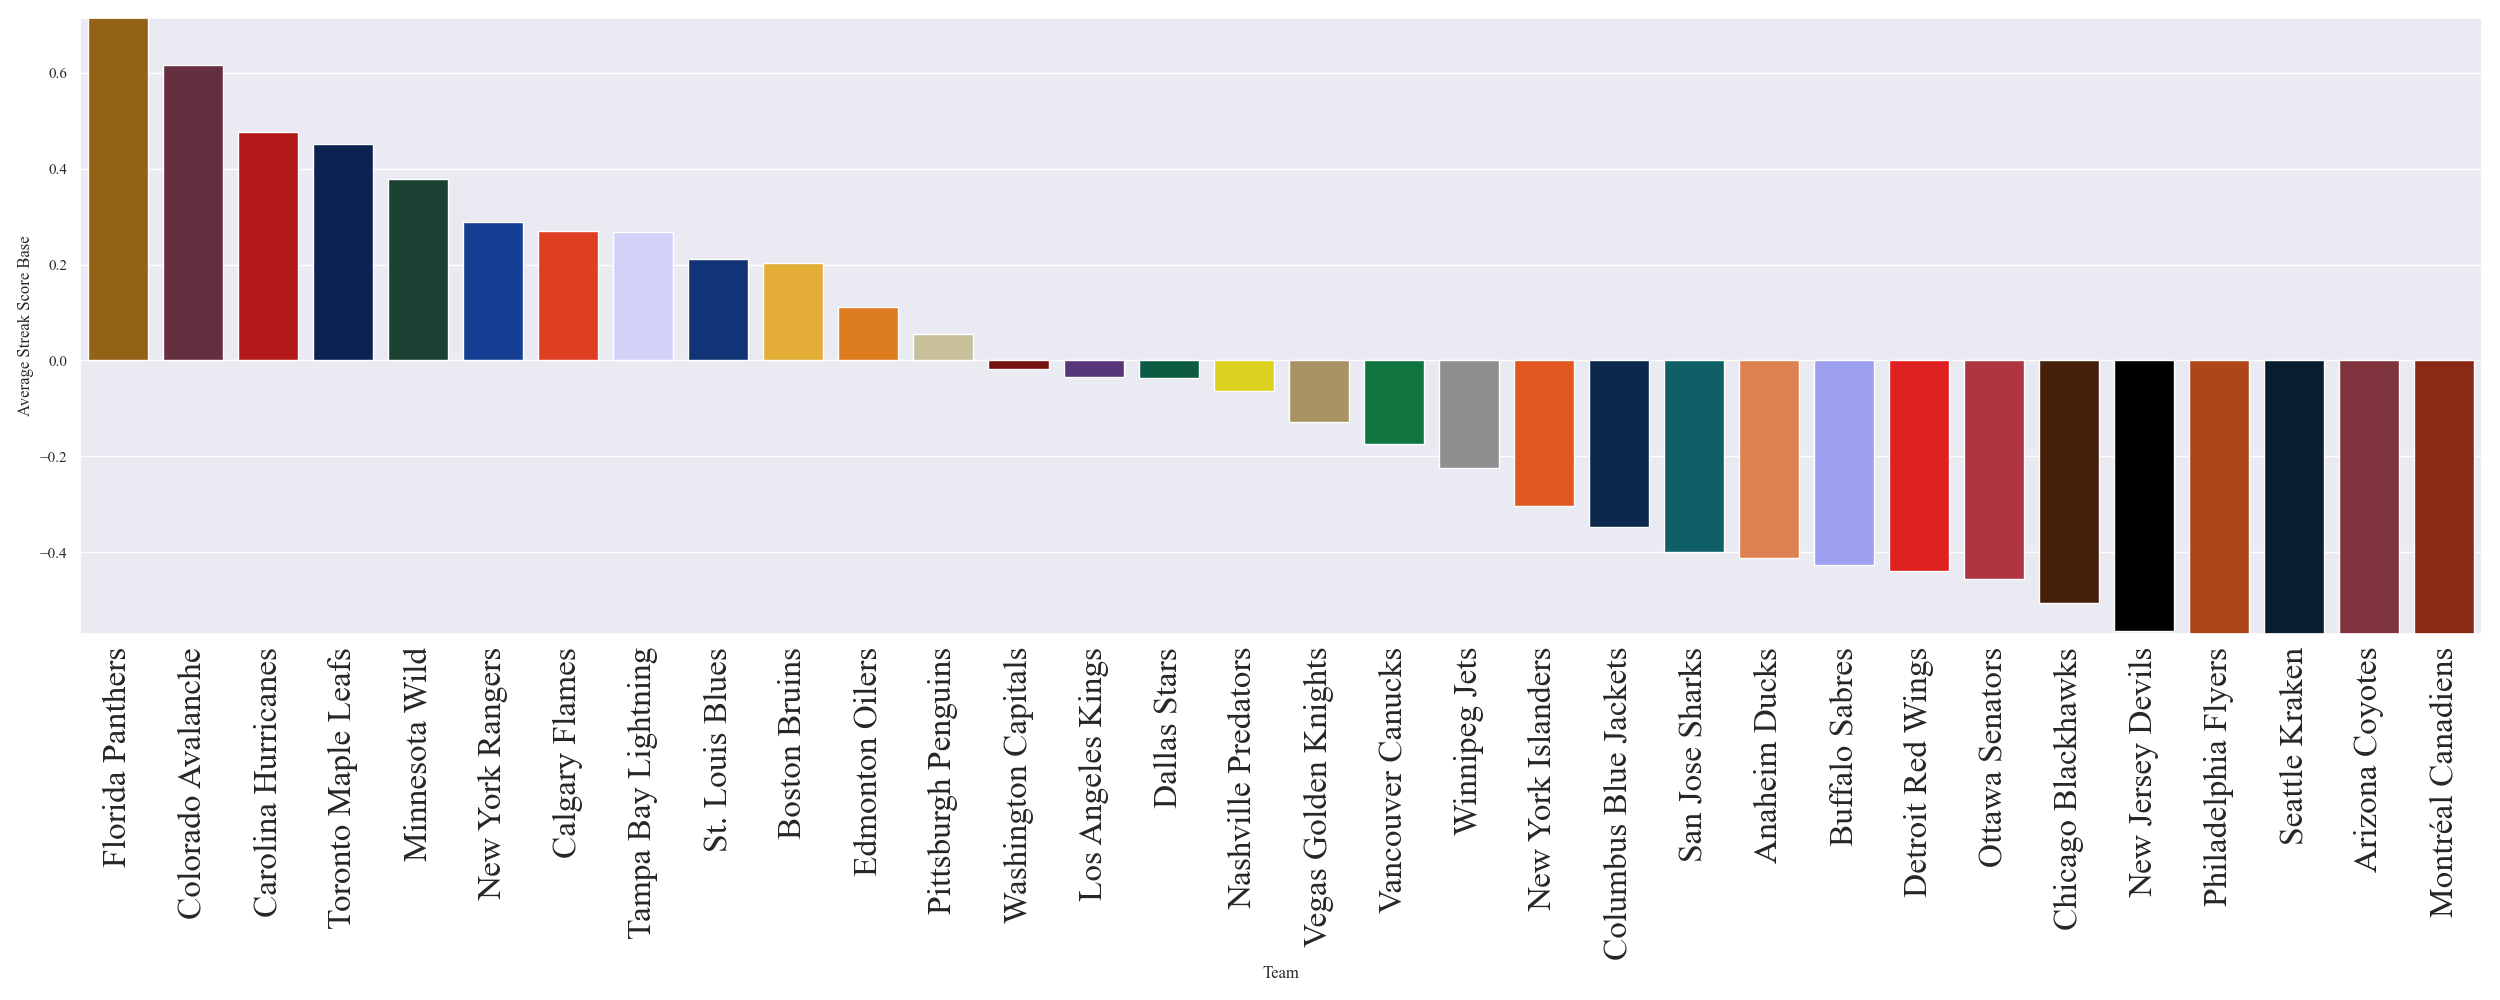 Average Streak Score Base
0.6
0.4
0.2
0.0
−0.2
−0.4
Florida Panthers
Colorado Avalanche
Carolina Hurricanes
Toronto Maple Leafs
Minnesota Wild
New York Rangers
Calgary Flames
Tampa Bay Lightning
St. Louis Blues
Boston Bruins
Edmonton Oilers
Pittsburgh Penguins
Washington Capitals
Los Angeles Kings
Dallas Stars
Nashville Predators
Vegas Golden Knights
Vancouver Canucks
Winnipeg Jets
New York Islanders
Columbus Blue Jackets
San Jose Sharks
Anaheim Ducks
Buffalo Sabres
Detroit Red Wings
Ottawa Senators
Chicago Blackhawks
New Jersey Devils
Philadelphia Flyers
Seattle Kraken
Arizona Coyotes
Montréal Canadiens
Team